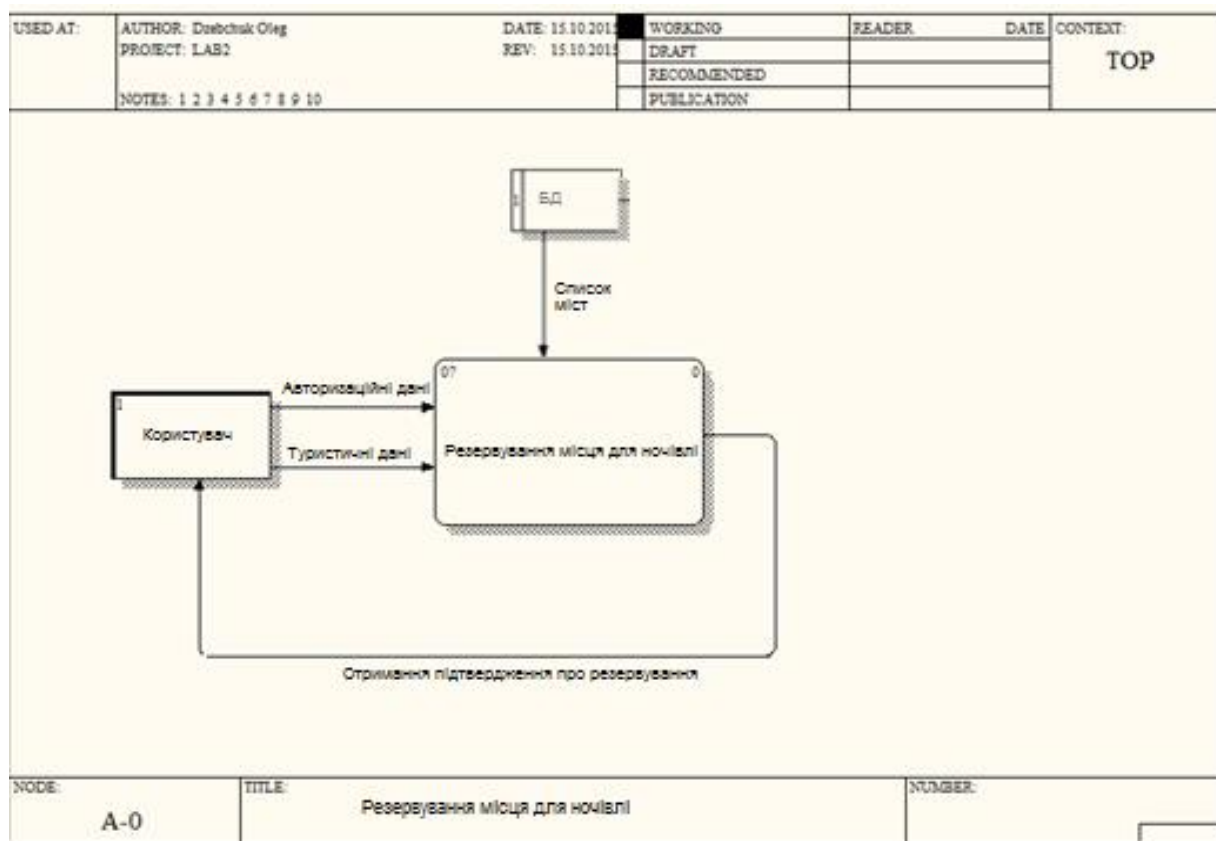 USED AT: AUTHOR: Dzebchuk Oleg DATE: 15.10.2015 WORKING READER DATE CONTEXT:
PROJECT: LAB2 REV: 15.10.2015 DRAFT TOP
RECOMMENDED
NOTES: 1 2 3 4 5 6 7 8 9 10 PUBLICATION
БД
Список
міст
0? 0
Авторизаційні дані
1
Користувач
Туристичні дані
Резервування місця для ночівлі
Отримання підтвердження про резервування
NODE: TITLE: NUMBER:
Резервування місця для ночівлі
A-0